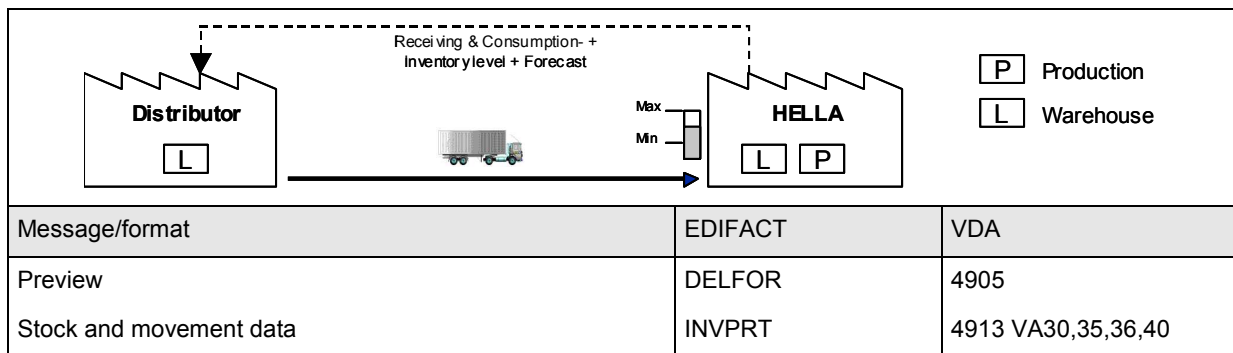 Receiving & Consumption- +
Inventory level + Forecast
P Production
Distributor
Max
HELLA
L Warehouse
Min
L
L P
Message/format EDIFACT VDA
Preview DELFOR 4905
Stock and movement data INVPRT 4913 VA30,35,36,40